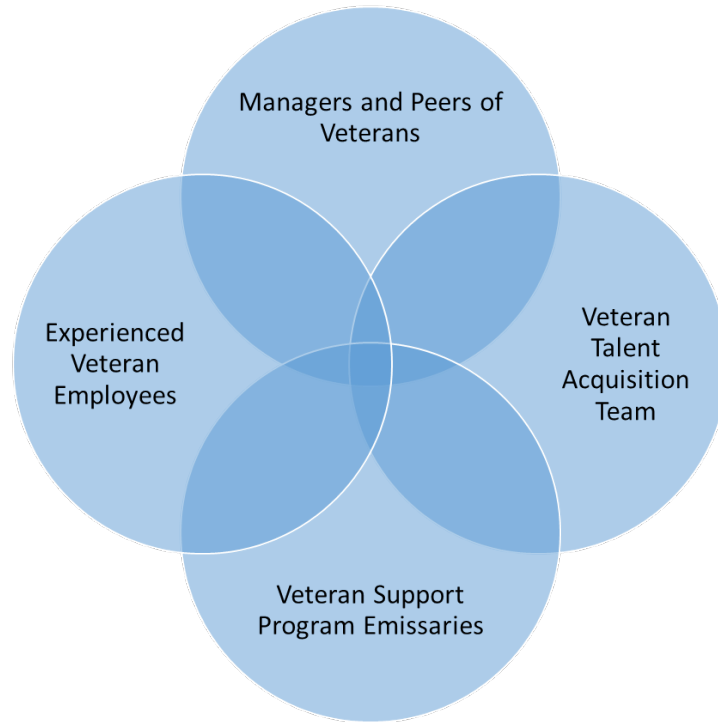 Managers and Peers of
Veterans
Experienced
Veteran
Employees
Veteran
Talent
Acquisition
Team
Veteran Support
Program Emissaries